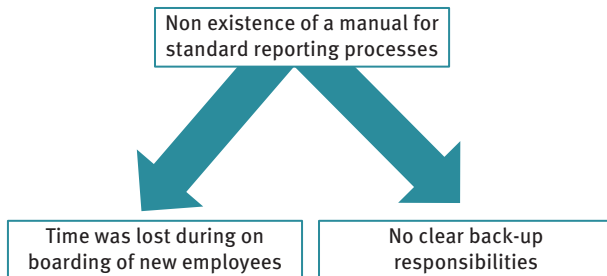 Non existence of a manual for
standard reporting processes
Time was lost during on
boarding of new employees
No clear back-up
responsibilities